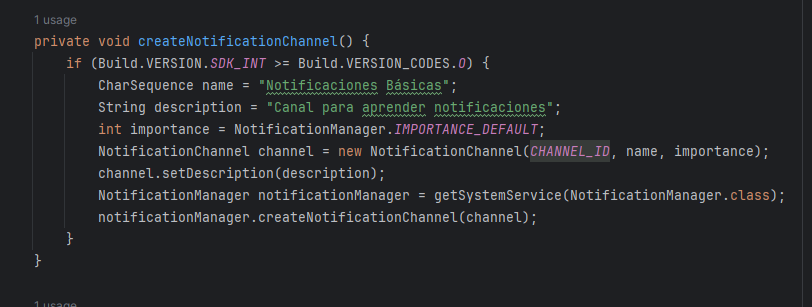 1 usage
private void createNotificationChannel() {
if (Build.VERSION.SDK_INT >= Build.VERSION_CODES.O) {
CharSequence name = "Notificaciones Básicas";
String description = "Canal para aprender notificaciones";
int importance = NotificationManager.IMPORTANCE_DEFAULT;
NotificationChannel channel = new NotificationChannel(CHANNEL_ID, name, importance);
channel.setDescription(description);
NotificationManager notificationManager = getSystemService(NotificationManager.class);
notificationManager.createNotificationChannel(channel);
}
}
1 usage